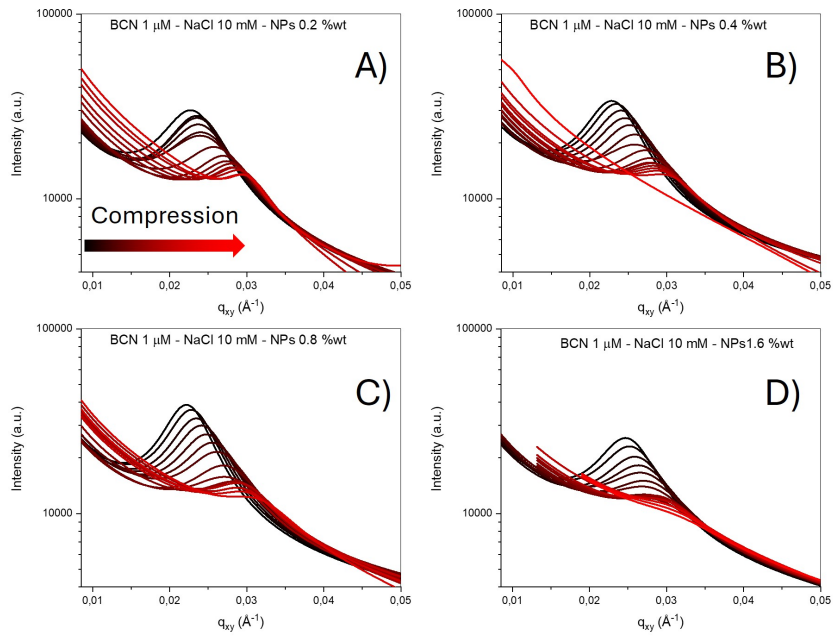 BCN 1 μM - NaCl 10 mM - NPs 0.2 %wt
A)
100000
10000
Intensity (a.u.)
Compression
0,01 0,02 0,03 0,04 0,05
qxy (Å-1)
BCN 1 μM - NaCl 10 mM - NPs 0.4 %wt
B)
100000
10000
Intensity (a.u.)
0,01 0,02 0,03 0,04 0,05
qxy (Å-1)
BCN 1 μM - NaCl 10 mM - NPs 0.8 %wt
C)
100000
10000
Intensity (a.u.)
0,01 0,02 0,03 0,04 0,05
qxy (Å-1)
BCN 1 μM - NaCl 10 mM - NPs1.6 %wt
D)
100000
10000
Intensity (a.u.)
0,01 0,02 0,03 0,04 0,05
qxy (Å-1)